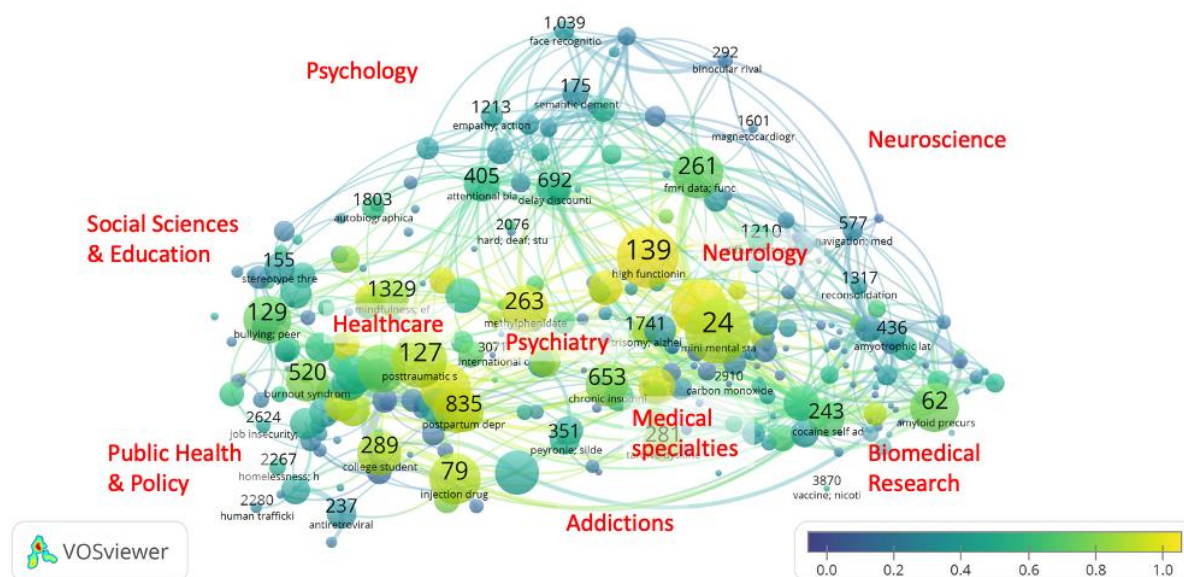 1,039
face recognitio
292
binocular rival
Psychology
175
semantic dement
1213
empathy; action
1601
magnetocardiogr
Neuroscience
261
fmri data; func
405
attentional bia
692
delay discounti
1803
autobiographica
2076
hard; deaf; stu
1210
577
navigation; med
Social Sciences
& Education
155
stereotype thre
139
high functionin
Neurology
1317
reconsolidation
1329
mindfulness; ef
263
methylphenidate
129
bullying; peer
Healthcare
24
mini mental sta
1741
trisomy; alzhei
436
amyotrophic lat
Psychiatry
3071
international c
127
posttraumatic s
520
burnout syndrom
653
chronic insomni
2910
carbon monoxide
835
postpartum depr
62
amyloid precurs
243
cocaine self ad
2624
job insecurity;
Medical
specialties
281
351
peyronie; silde
289
college student
Public Health
& Policy
2267
homelessness; h
79
injection drug
Biomedical
Research
3870
vaccine; nicoti
2280
human trafficki
237
antiretroviral
Addictions
VOSviewer
0.0 0.2 0.4 0.6 0.8 1.0